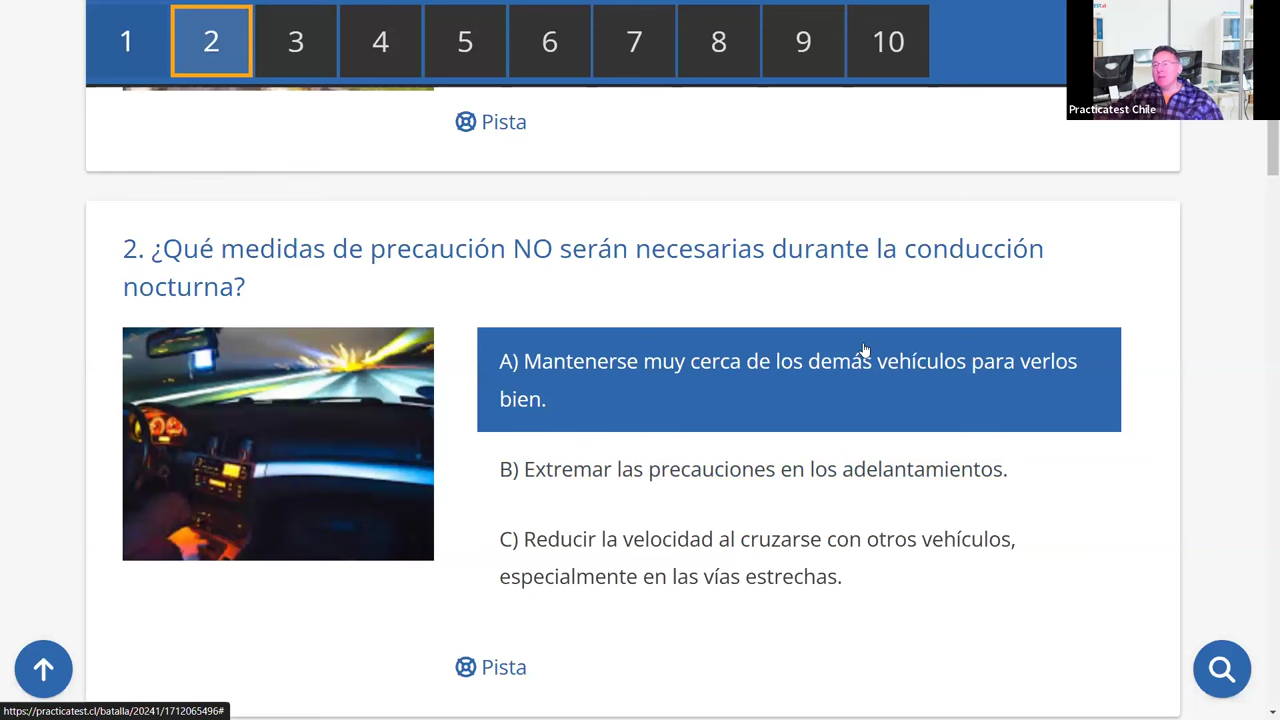 1 2 3 4 5 6 7 8 9 10
Practicatest Chile
Pista
2. ¿Qué medidas de precaución NO serán necesarias durante la conducción
nocturna?
A) Mantenerse muy cerca de los demás vehículos para verlos
bien.
B) Extremar las precauciones en los adelantamientos.
C) Reducir la velocidad al cruzarse con otros vehículos,
especialmente en las vías estrechas.
Pista
https://practicatest.cl/batalla/20241/1712065496#